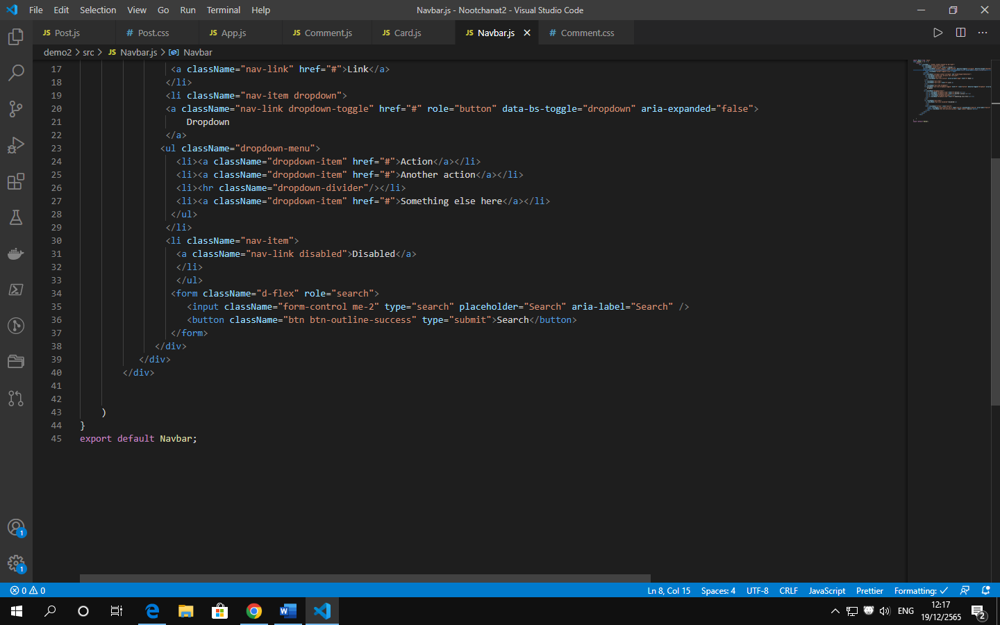 File Edit Selection View Go Run Terminal Help Navbar.js - Nootchanat2 - Visual Studio Code
JS Post.js # Post.css JS App.js JS Comment.js JS Card.js JS Navbar.js # Comment.css
demo2 > src > JS Navbar.js > Navbar
17 <a className="nav-link" href="#">Link</a>
18 </li>
19 <li className="nav-item dropdown">
20 <a className="nav-link dropdown-toggle" href="#" role="button" data-bs-toggle="dropdown" aria-expanded="false">
21 Dropdown
22 </a>
23 <ul className="dropdown-menu">
24 <li><a className="dropdown-item" href="#">Action</a></li>
25 <li><a className="dropdown-item" href="#">Another action</a></li>
26 <li><hr className="dropdown-divider"/></li>
27 <li><a className="dropdown-item" href="#">Something else here</a></li>
28 </ul>
29 </li>
30 <li className="nav-item">
31 <a className="nav-link disabled">Disabled</a>
32 </li>
33 </ul>
34 <form className="d-flex" role="search">
35 <input className="form-control me-2" type="search" placeholder="Search" aria-label="Search" />
36 <button className="btn btn-outline-success" type="submit">Search</button>
37 </form>
38 </div>
39 </div>
40 </div>
41
42
43 )
44 }
45 export default Navbar;
1
1
0 0 Ln 8, Col 15 Spaces: 4 UTF-8 CRLF JavaScript Prettier Formatting: ✓
ENG 12:17
19/12/2565 2